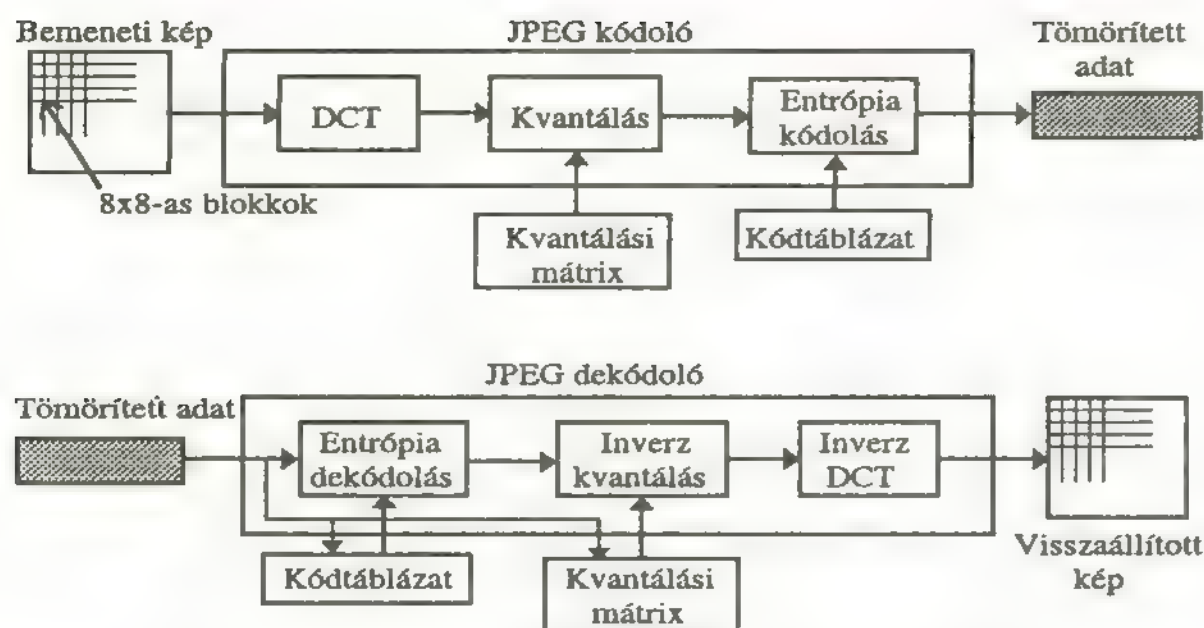 Bemeneti kép
JPEG kódoló
Tömörített
adat
DCT
Kvantálás
Entrópia
kódolás
8x8-as blokkok
Kvantálási
mátrix
Kódtáblázat
JPEG dekódoló
Tömörített adat
Entrópia
dekódolás
Inverz
kvantálás
Inverz
DCT
Kódtáblázat
Kvantálási
mátrix
Visszaállított
kép